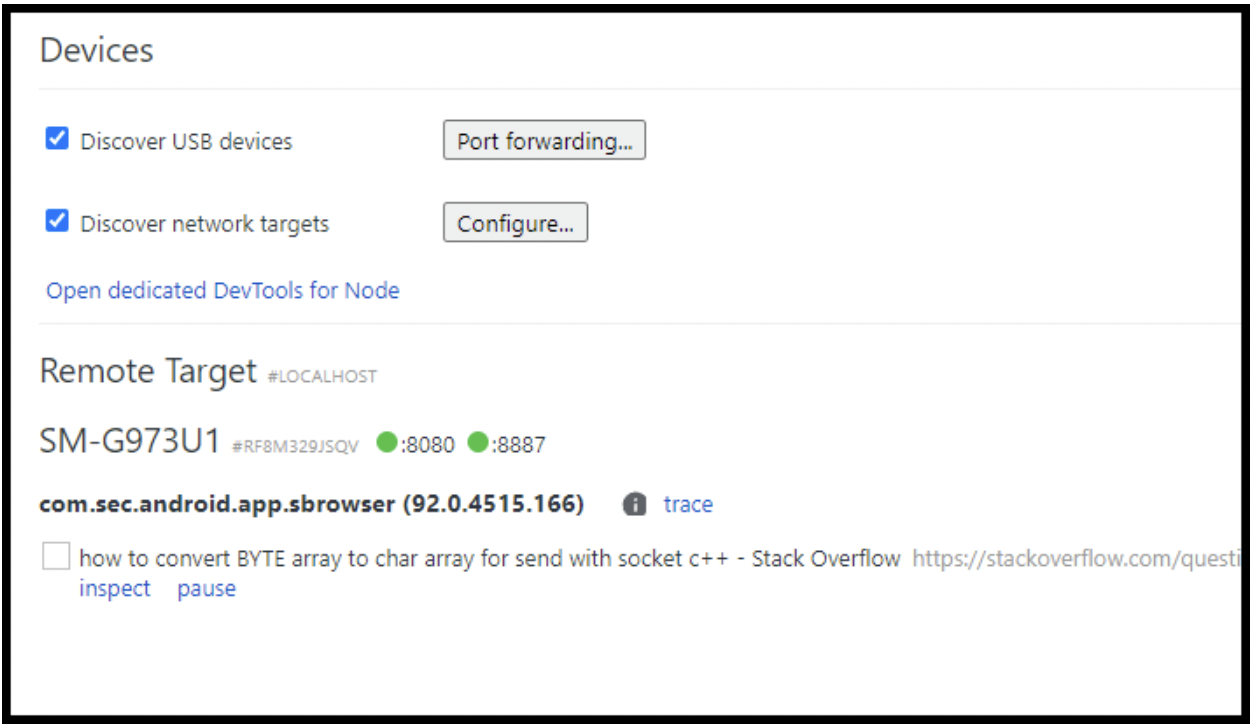 Devices
Discover USB devices Port forwarding...
Discover network targets Configure...
Open dedicated DevTools for Node
Remote Target #LOCALHOST
SM-G973U1 #RF8M329JSQV :8080 :8887
com.sec.android.app.sbrowser (92.0.4515.166) trace
how to convert BYTE array to char array for send with socket c++ - Stack Overflow https://stackoverflow.com/questi
inspect pause